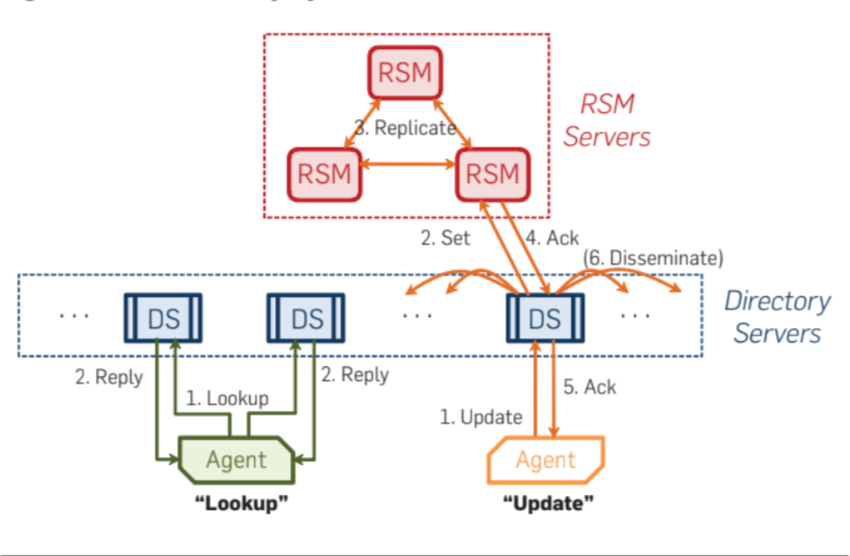 RSM
3. Replicate
RSM
RSM
RSM
Servers
2. Set
4. Ack
(6. Disseminate)
...
DS
DS
...
DS
...
Directory
Servers
2. Reply
1. Lookup
2. Reply
1. Update
5. Ack
Agent
Agent
“Lookup”
“Update”